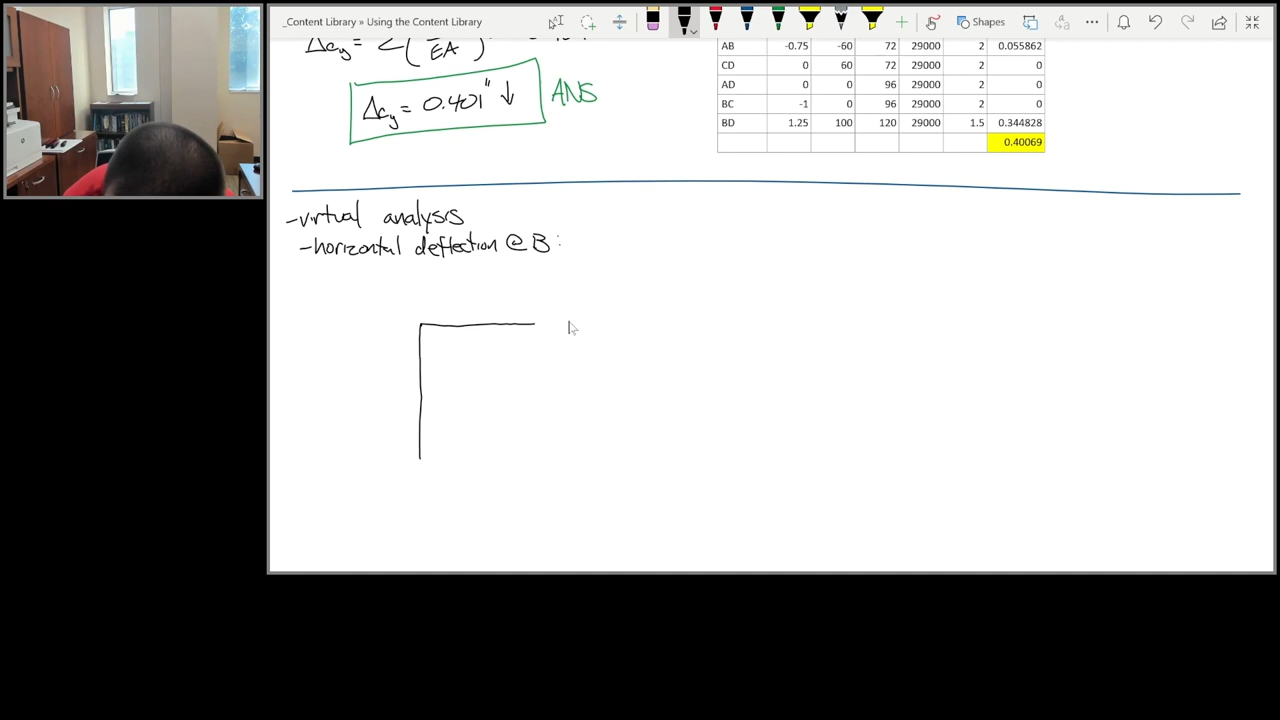 _Content Library » Using the Content Library
Shapes
EA
Δcy = 0.401" ↓ ANS
AB -0.75 -60 72 29000 2 0.055862
CD 0 60 72 29000 2 0
AD 0 0 96 29000 2 0
BC -1 0 96 29000 2 0
BD 1.25 100 120 29000 1.5 0.344828
0.40069
-virtual analysis
-horizontal deflection @ B: